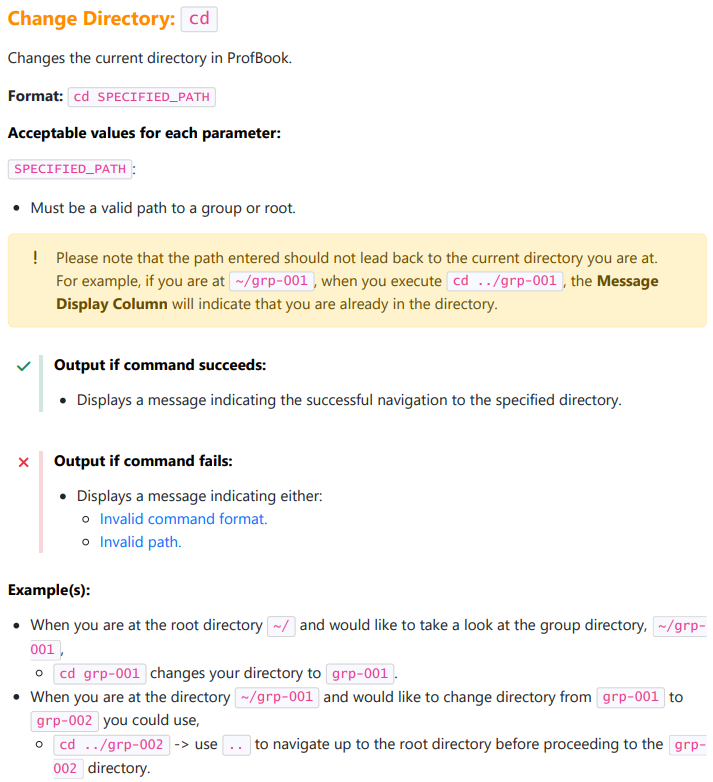 Change Directory: cd
Changes the current directory in ProfBook.
Format: cd SPECIFIED_PATH
Acceptable values for each parameter:
SPECIFIED_PATH:
• Must be a valid path to a group or root.
! Please note that the path entered should not lead back to the current directory you are at.
For example, if you are at ~/grp-001, when you execute cd ../grp-001, the Message
Display Column will indicate that you are already in the directory.
✓ Output if command succeeds:
• Displays a message indicating the successful navigation to the specified directory.
✕ Output if command fails:
• Displays a message indicating either:
○ Invalid command format.
○ Invalid path.
Example(s):
• When you are at the root directory ~/ and would like to take a look at the group directory, ~/grp-
001,
○ cd grp-001 changes your directory to grp-001.
• When you are at the directory ~/grp-001 and would like to change directory from grp-001 to
grp-002 you could use,
○ cd ../grp-002 -> use .. to navigate up to the root directory before proceeding to the grp-
002 directory.